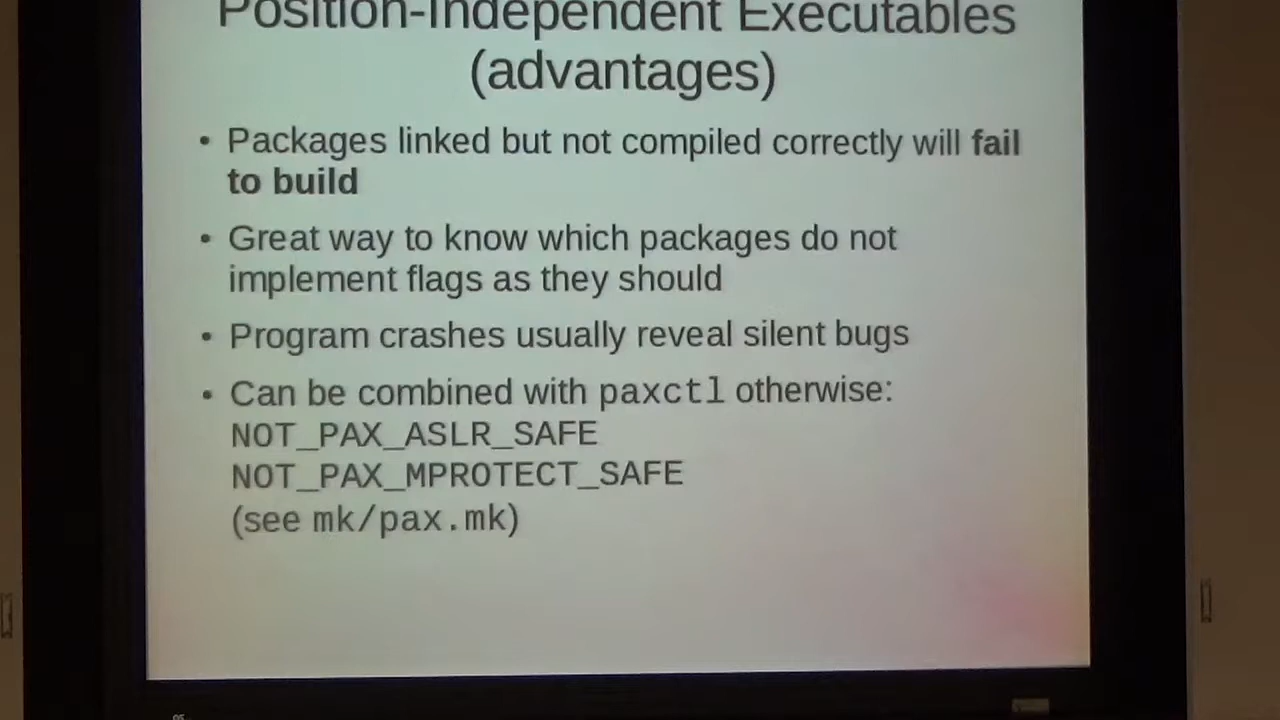 Position-Independent Executables
(advantages)
• Packages linked but not compiled correctly will fail
to build
• Great way to know which packages do not
implement flags as they should
• Program crashes usually reveal silent bugs
• Can be combined with paxctl otherwise:
NOT_PAX_ASLR_SAFE
NOT_PAX_MPROTECT_SAFE
(see mk/pax.mk)